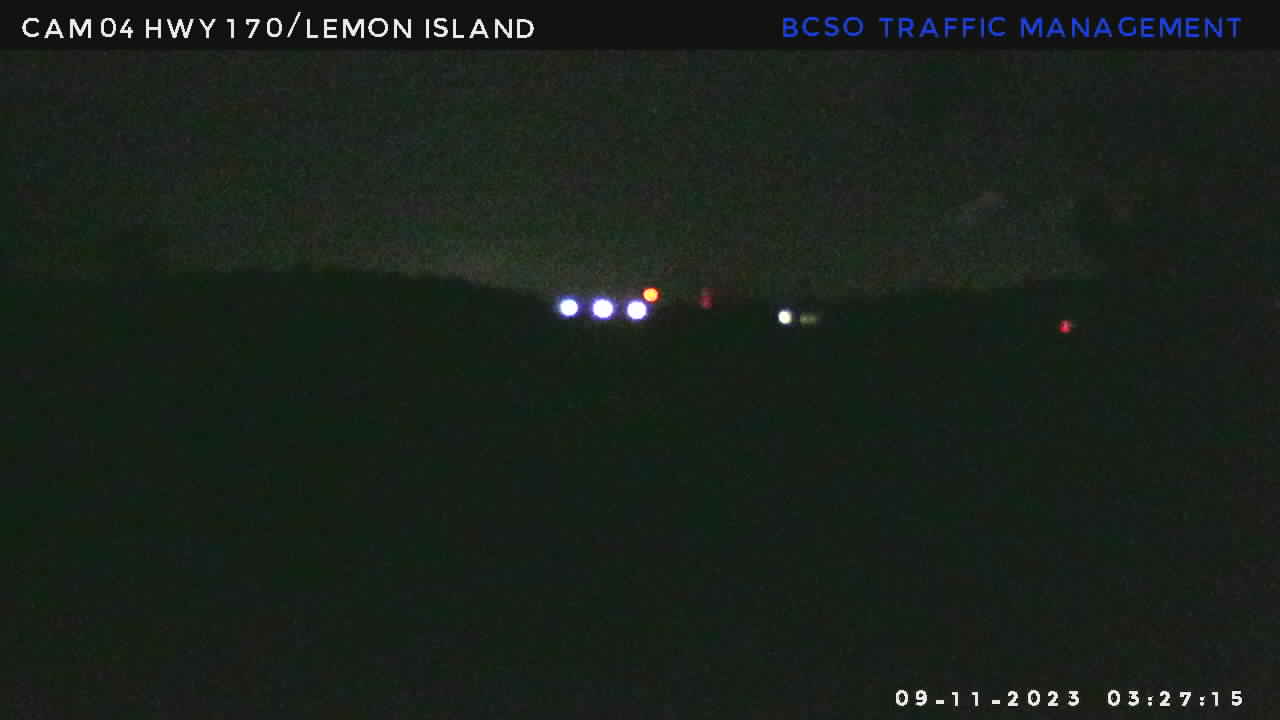 CAM04 HWY 170/LEMON ISLAND
BCSO TRAFFIC MANAGEMENT
09-11-2023 03:27:15